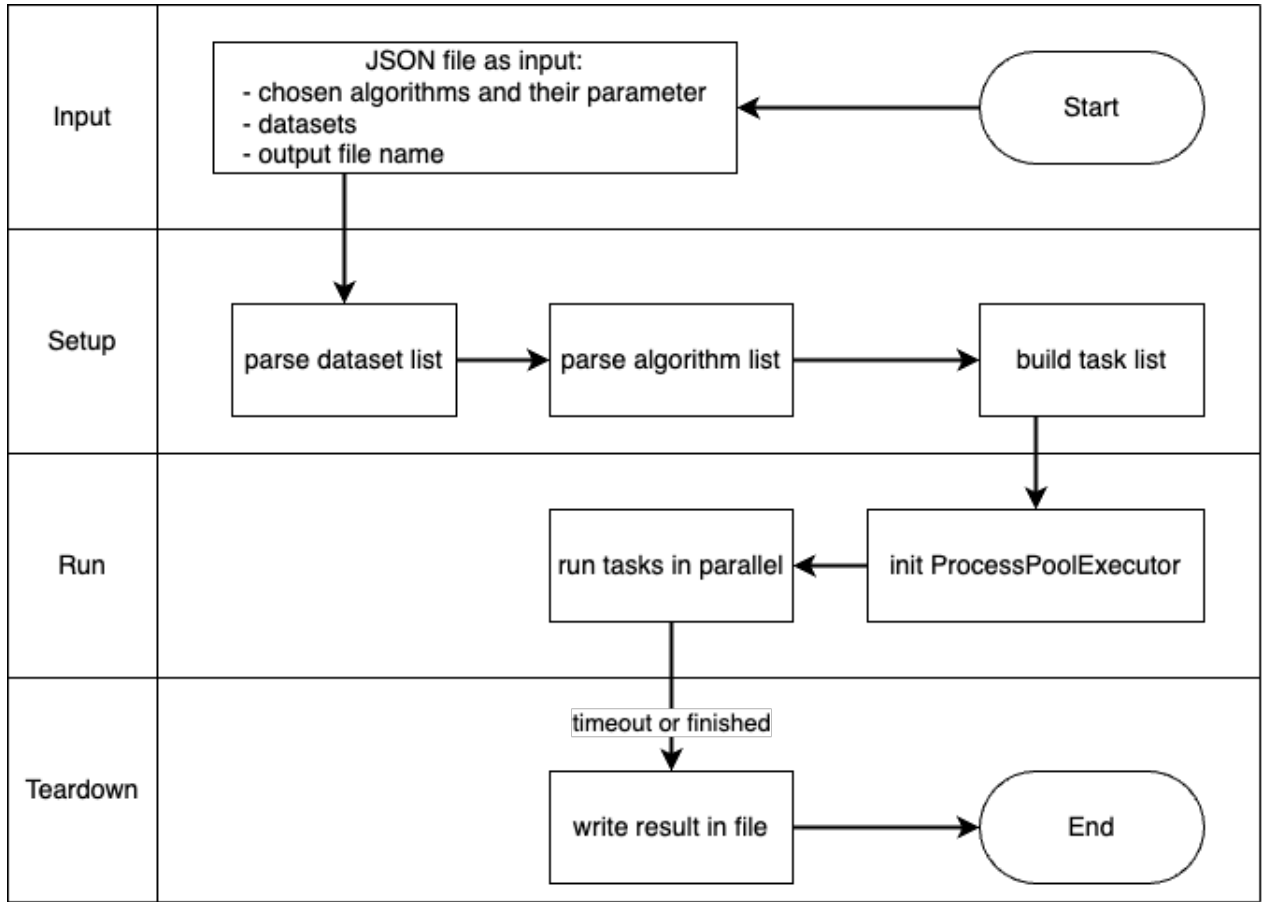 Input
JSON file as input:
- chosen algorithms and their parameter
- datasets
- output file name
Start
Setup
parse dataset list
parse algorithm list
build task list
Run
run tasks in parallel
init ProcessPoolExecutor
Teardown
timeout or finished
write result in file
End